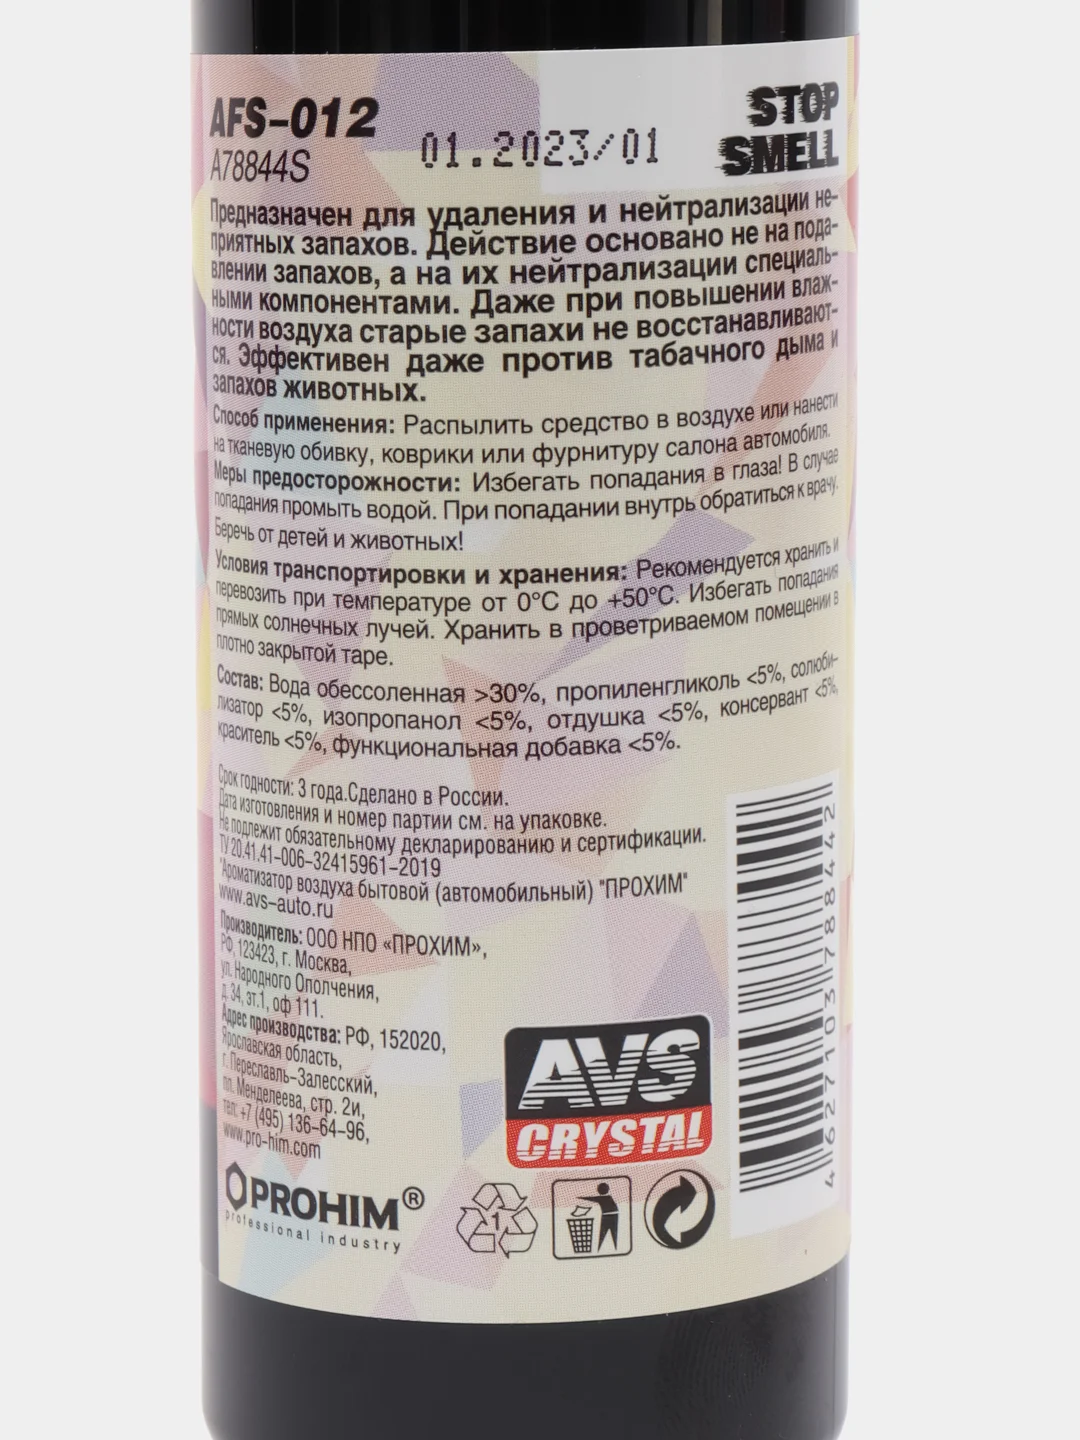 AFS-012
A78844S
01.2023/01
STOP
SMELL
Предназначен для удаления и нейтрализации не-
приятных запахов. Действие основано не на пода-
влении запахов, а на их нейтрализации специаль-
ными компонентами. Даже при повышении влаж-
ности воздуха старые запахи не восстанавливают-
ся. Эффективен даже против табачного дыма и
запахов животных.
Способ применения: Распылить средство в воздухе или нанести
на тканевую обивку, коврики или фурнитуру салона автомобиля.
Меры предосторожности: Избегать попадания в глаза! В случае
попадания промыть водой. При попадании внутрь обратиться к врачу.
Беречь от детей и животных!
Условия транспортировки и хранения: Рекомендуется хранить и
перевозить при температуре от 0°С до +50°С. Избегать попадания
прямых солнечных лучей. Хранить в проветриваемом помещении в
плотно закрытой таре.
Состав: Вода обессоленная >30%, пропиленгликоль <5%, солюби-
лизатор <5%, изопропанол <5%, отдушка <5%, консервант <5%,
краситель <5%, функциональная добавка <5%.
Срок годности: 3 года.Сделано в России.
Дата изготовления и номер партии см. на упаковке.
Не подлежит обязательному декларированию и сертификации.
ТУ 20.41.41-006-32415961-2019
"Ароматизатор воздуха бытовой (автомобильный) "ПРОХИМ"
www.avs-auto.ru
Производитель: ООО НПО «ПРОХИМ»,
РФ, 123423, г. Москва,
ул. Народного Ополчения,
д. 34, эт.1, оф 111.
Адрес производства: РФ, 152020,
Ярославская область,
г. Переславль-Залесский,
пл. Менделеева, стр. 2и,
тел: +7 (495) 136-64-96,
www.pro-him.com
PROHIM®
professional industry
AVS
CRYSTAL
1
4 627103 788442